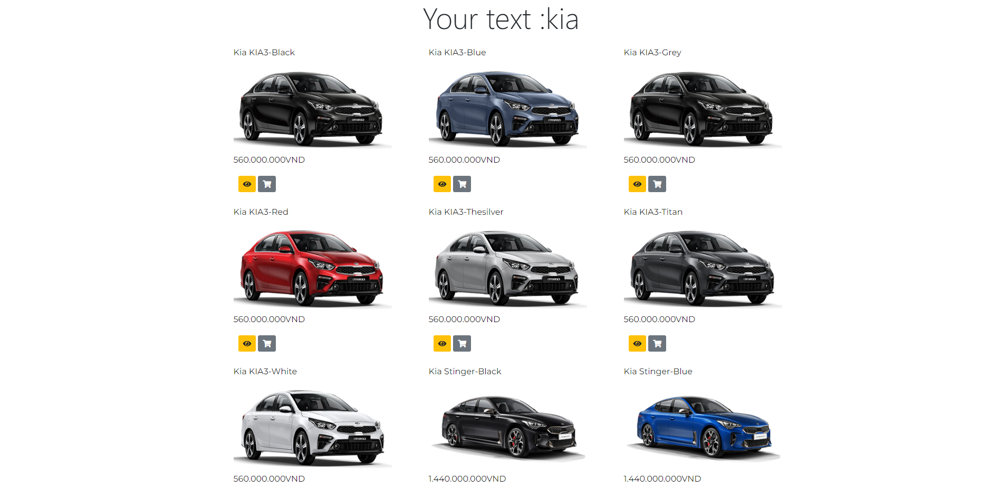 Your text :kia
Kia KIA3-Black
Kia KIA3-Blue
Kia KIA3-Grey
560.000.000VND
560.000.000VND
560.000.000VND
Kia KIA3-Red
Kia KIA3-Thesilver
Kia KIA3-Titan
560.000.000VND
560.000.000VND
560.000.000VND
Kia KIA3-White
Kia Stinger-Black
Kia Stinger-Blue
560.000.000VND
1.440.000.000VND
1.440.000.000VND